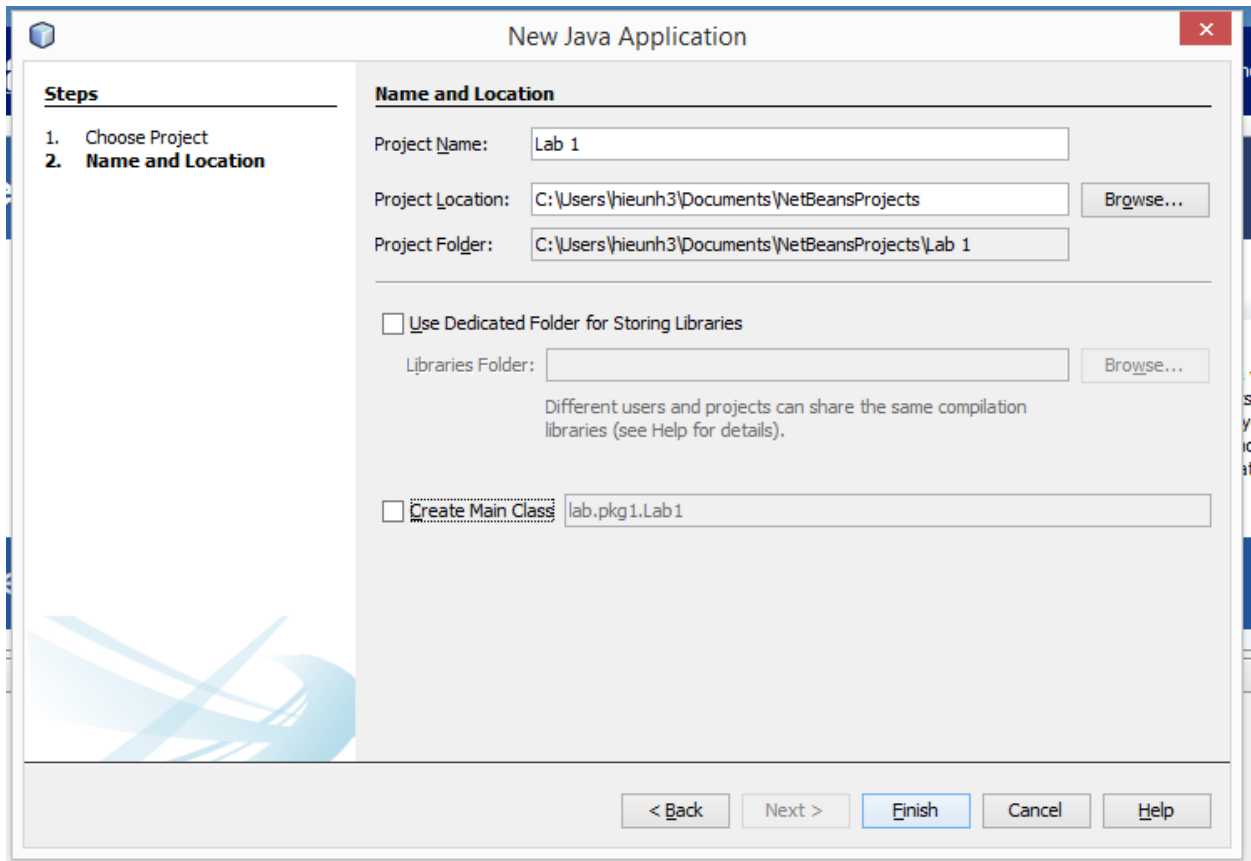 New Java Application
Steps
1. Choose Project
2. Name and Location
Name and Location
Project Name: Lab 1
Project Location: C:\Users\hieunh3\Documents\NetBeansProjects Browse...
Project Folder: C:\Users\hieunh3\Documents\NetBeansProjects\Lab 1
Use Dedicated Folder for Storing Libraries
Libraries Folder: Browse...
Different users and projects can share the same compilation
libraries (see Help for details).
Create Main Class lab.pkg1.Lab1
< Back Next > Finish Cancel Help